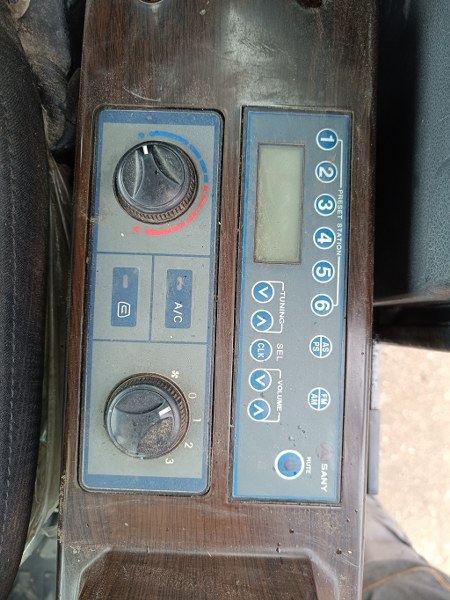 PRESET STATION
1 2 3 4 5 6
AS
PS
FM
AM
SANY
MUTE
TUNING
SEL
VOLUME
CLK
A/C
0
1
2
3